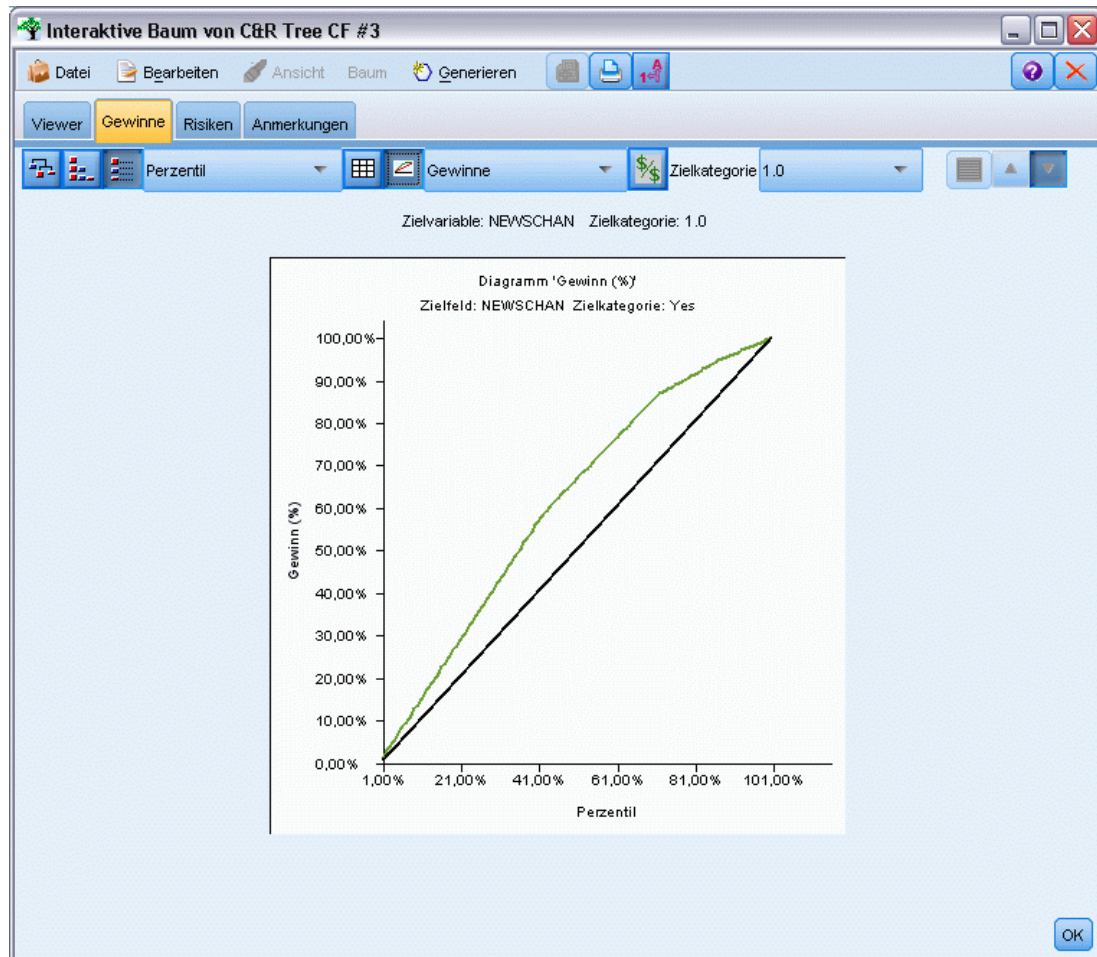 Interaktive Baum von C&R Tree CF #3
Datei Bearbeiten Ansicht Baum Generieren
Viewer Gewinne Risiken Anmerkungen
Perzentil Gewinne Zielkategorie 1.0
Zielvariable: NEWSCHAN Zielkategorie: 1.0
Diagramm 'Gewinn (%)'
Zielfeld: NEWSCHAN Zielkategorie: Yes
Gewinn (%)
100,00%
90,00%
80,00%
70,00%
60,00%
50,00%
40,00%
30,00%
20,00%
10,00%
0,00%
1,00% 21,00% 41,00% 61,00% 81,00% 101,00%
Perzentil
OK